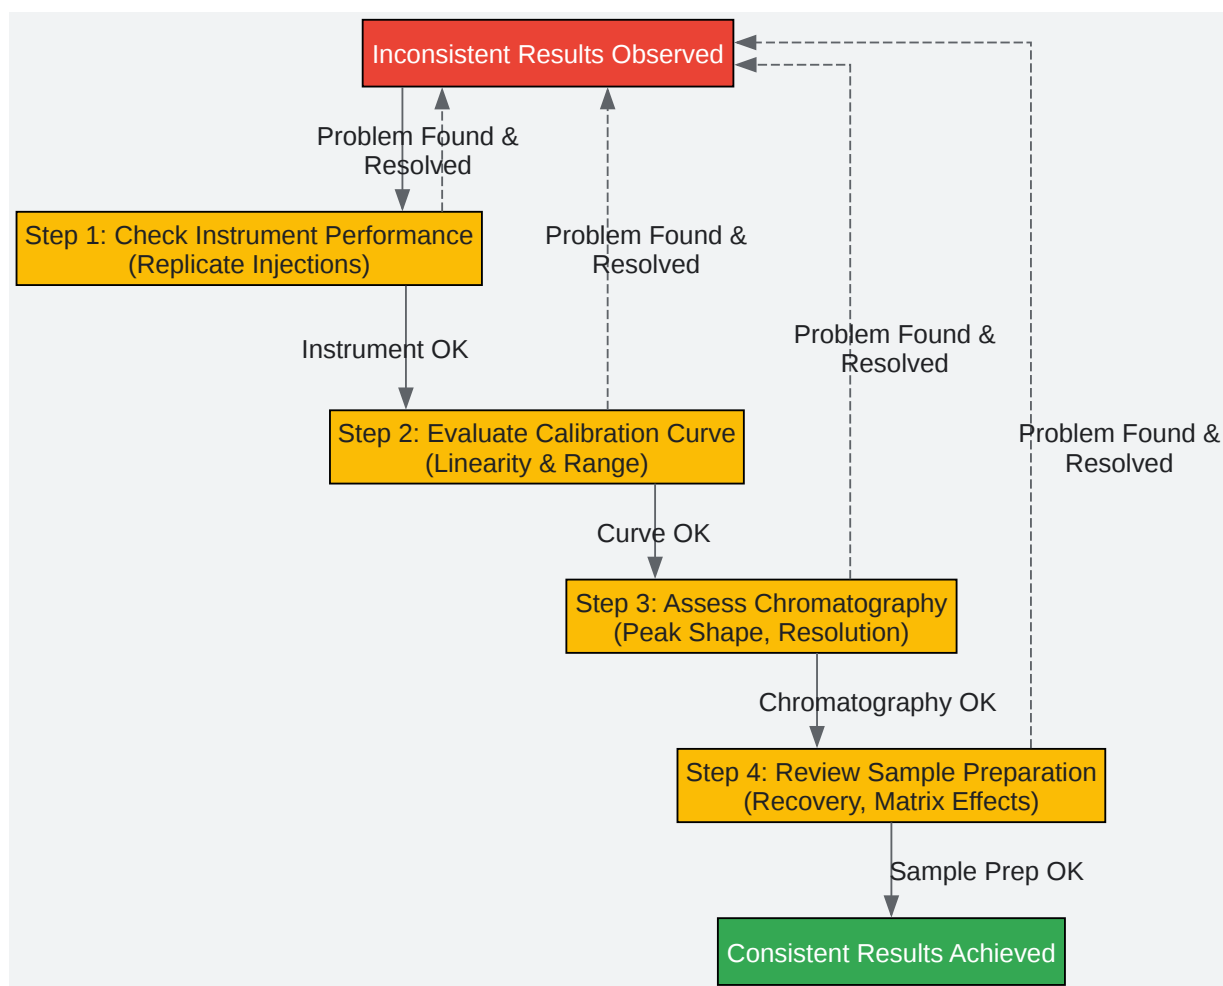 Inconsistent Results Observed
Problem Found &
Resolved
Step 1: Check Instrument Performance
(Replicate Injections)
Problem Found &
Resolved
Instrument OK
Problem Found &
Resolved
Step 2: Evaluate Calibration Curve
(Linearity & Range)
Problem Found &
Resolved
Curve OK
Step 3: Assess Chromatography
(Peak Shape, Resolution)
Chromatography OK
Step 4: Review Sample Preparation
(Recovery, Matrix Effects)
Sample Prep OK
Consistent Results Achieved